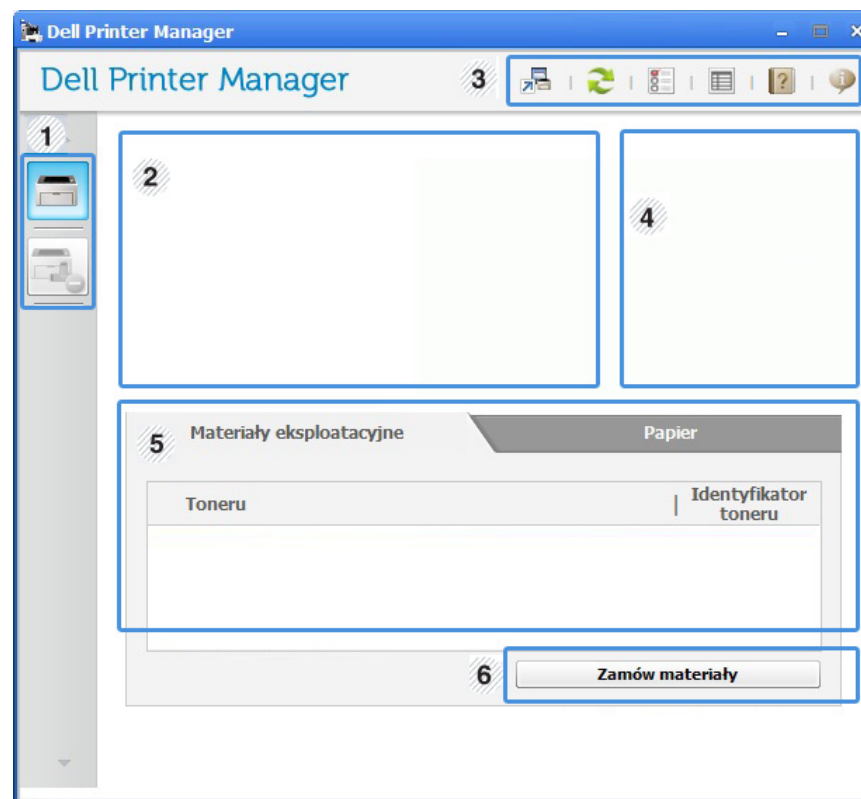 Dell Printer Manager
Dell Printer Manager
3
1
2
4
5 Materiały eksploatacyjne Papier
Toneru | Identyfikator
toneru
6 Zamów materiały